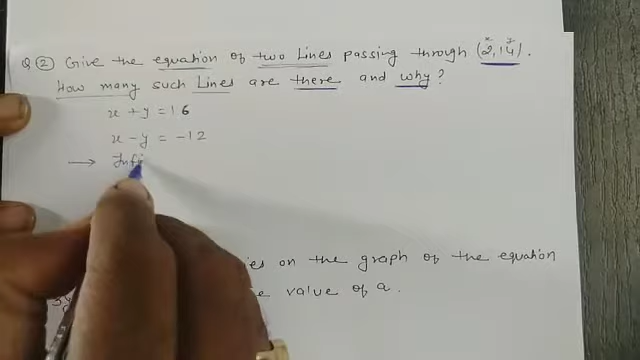 Q② Give the equation of two lines passing through (2,14).
x y
How many such lines are there and why?
x + y = 16
x - y = -12
→ Infi
on the graph of the equation
value of a.